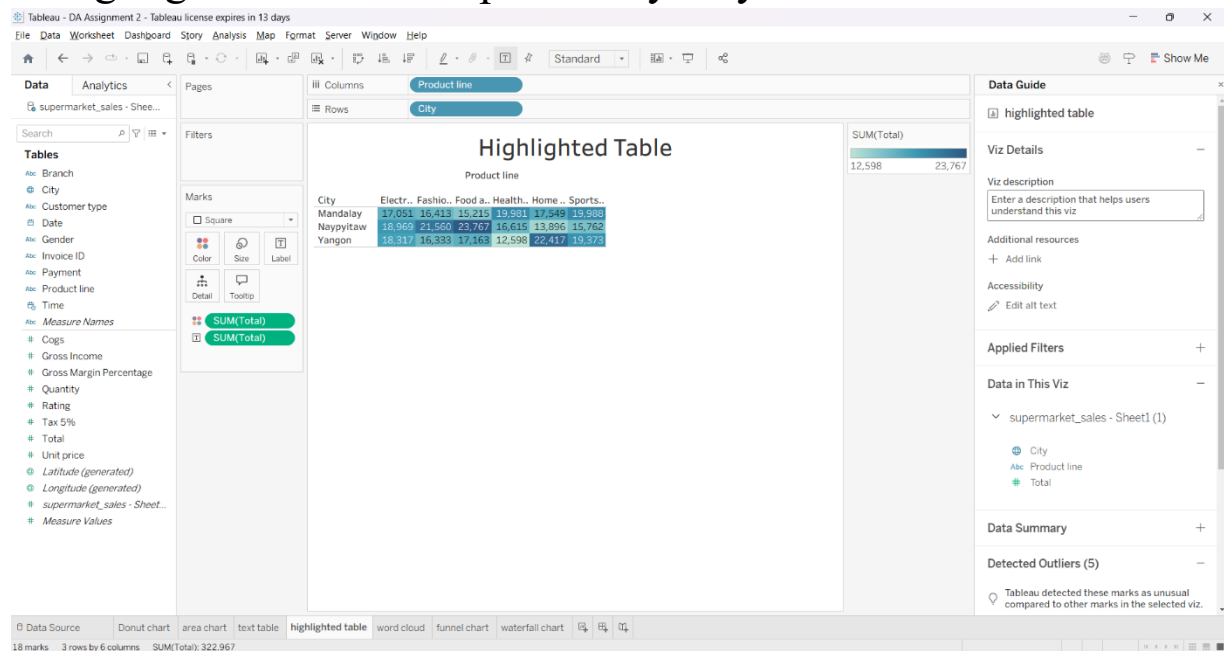 Tableau - DA Assignment 2 - Tableau license expires in 13 days
File Data Worksheet Dashboard Story Analysis Map Format Server Window Help
Standard
Show Me
Data Analytics
supermarket_sales - Shee...
Search
Tables
Abc Branch
City
Abc Customer type
Date
Abc Gender
Abc Invoice ID
Abc Payment
Abc Product line
Time
Abc Measure Names
# Cogs
# Gross Income
# Gross Margin Percentage
# Quantity
# Rating
# Tax 5%
# Total
# Unit price
Latitude (generated)
Longitude (generated)
# supermarket_sales - Sheet...
# Measure Values
Pages
Filters
Marks
Square
Color Size Label
Detail Tooltip
SUM(Total)
SUM(Total)
iii Columns Product line
Rows City
Highlighted Table
Product line
City Electr.. Fashio.. Food a.. Health.. Home .. Sports..
Mandalay 17,051 16,413 15,215 19,981 17,549 19,988
Naypyitaw 18,969 21,560 23,767 16,615 13,896 15,762
Yangon 18,317 16,333 17,163 12,598 22,417 19,373
SUM(Total)
12,598 23,767
Data Guide
highlighted table
Viz Details
Viz description
Enter a description that helps users
understand this viz
Additional resources
+ Add link
Accessibility
Edit alt text
Applied Filters
Data in This Viz
supermarket_sales - Sheet1 (1)
City
Abc Product line
# Total
Data Summary
Detected Outliers (5)
Tableau detected these marks as unusual
compared to other marks in the selected viz.
Data Source Donut chart area chart text table highlighted table word cloud funnel chart waterfall chart
18 marks 3 rows by 6 columns SUM(Total): 322,967